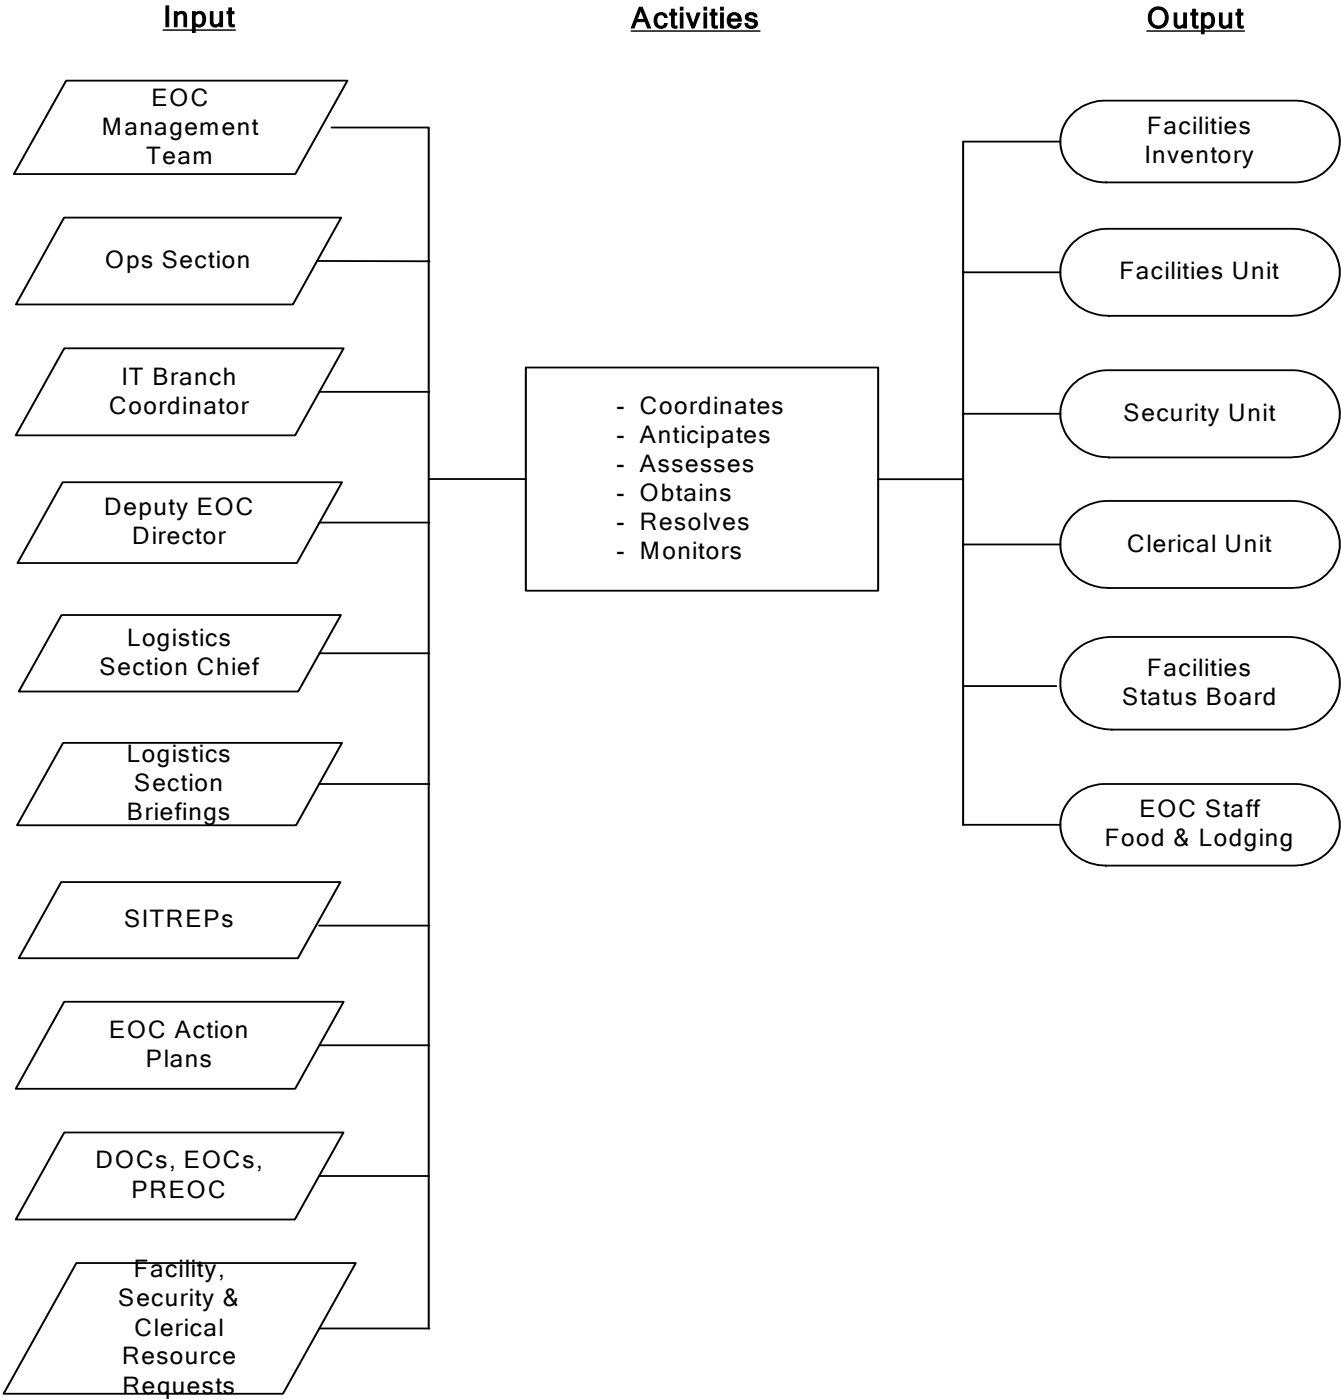 Input
Activities
Output
EOC
Management
Team
Ops Section
IT Branch
Coordinator
Deputy EOC
Director
Logistics
Section Chief
Logistics
Section
Briefings
SITREPs
EOC Action
Plans
DOCs, EOCs,
PREOC
Facility,
Security &
Clerical
Resource
Requests
- Coordinates
- Anticipates
- Assesses
- Obtains
- Resolves
- Monitors
Facilities
Inventory
Facilities Unit
Security Unit
Clerical Unit
Facilities
Status Board
EOC Staff
Food & Lodging